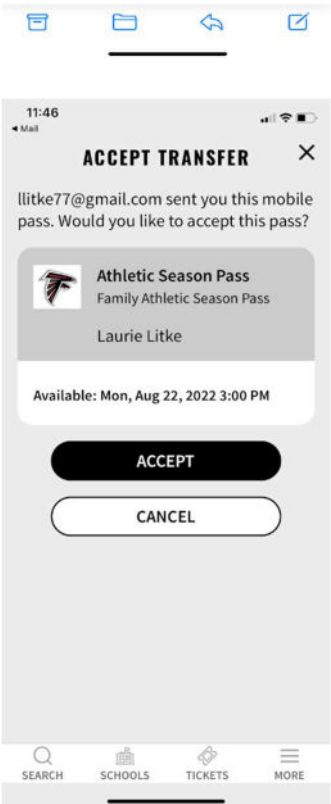 11:46
◄ Mail
ACCEPT TRANSFER
llitke77@gmail.com sent you this mobile
pass. Would you like to accept this pass?
Athletic Season Pass
Family Athletic Season Pass
Laurie Litke
Available: Mon, Aug 22, 2022 3:00 PM
ACCEPT
CANCEL
SEARCH SCHOOLS TICKETS MORE